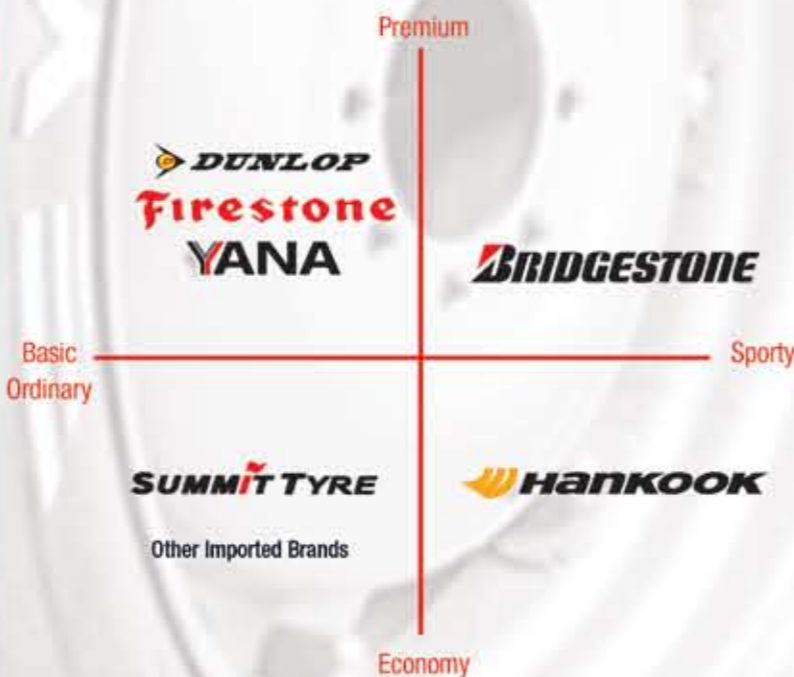 Premium
DUNLOP
Firestone
YANA
BRIDGESTONE
Basic
Ordinary
Sporty
SUMMIT TYRE
HANKOOK
Other Imported Brands
Economy